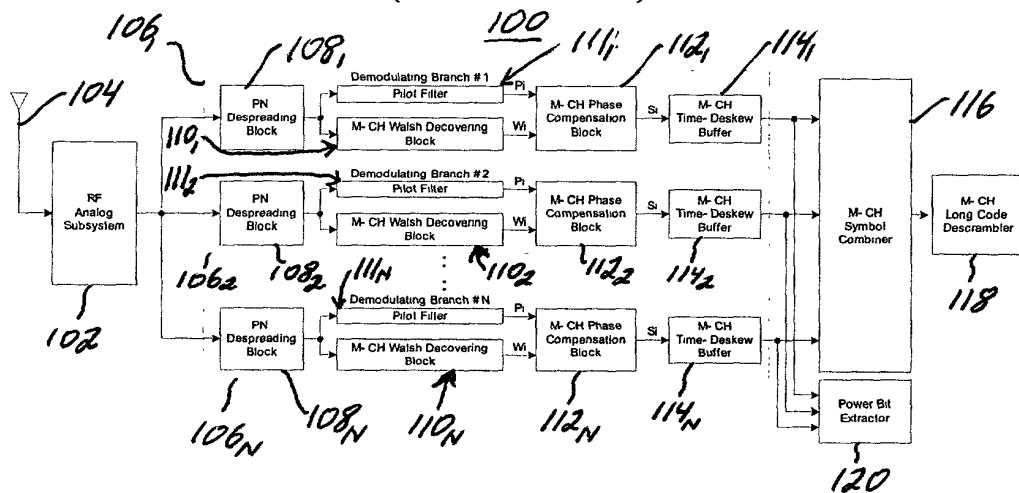 100
106₁
108₁
111₁
112₁
114₁
116
104
Demodulating Branch #1
PN Despreading Block
Pilot Filter
Pi
M- CH Walsh Decovering Block
Wi
M- CH Phase Compensation Block
Si
M- CH Time- Deskew Buffer
110₁
111₂
RF Analog Subsystem
102
Demodulating Branch #2
PN Despreading Block
Pilot Filter
Pi
M- CH Walsh Decovering Block
Wi
M- CH Phase Compensation Block
Si
M- CH Time- Deskew Buffer
M- CH Symbol Combiner
M- CH Long Code Descrambler
118
106₂
108₂
111N
110₂
112₂
114₂
Demodulating Branch #N
PN Despreading Block
Pilot Filter
Pi
M- CH Walsh Decovering Block
Wi
M- CH Phase Compensation Block
Si
M- CH Time- Deskew Buffer
106N
108N
110N
112N
114N
Power Bit Extractor
120